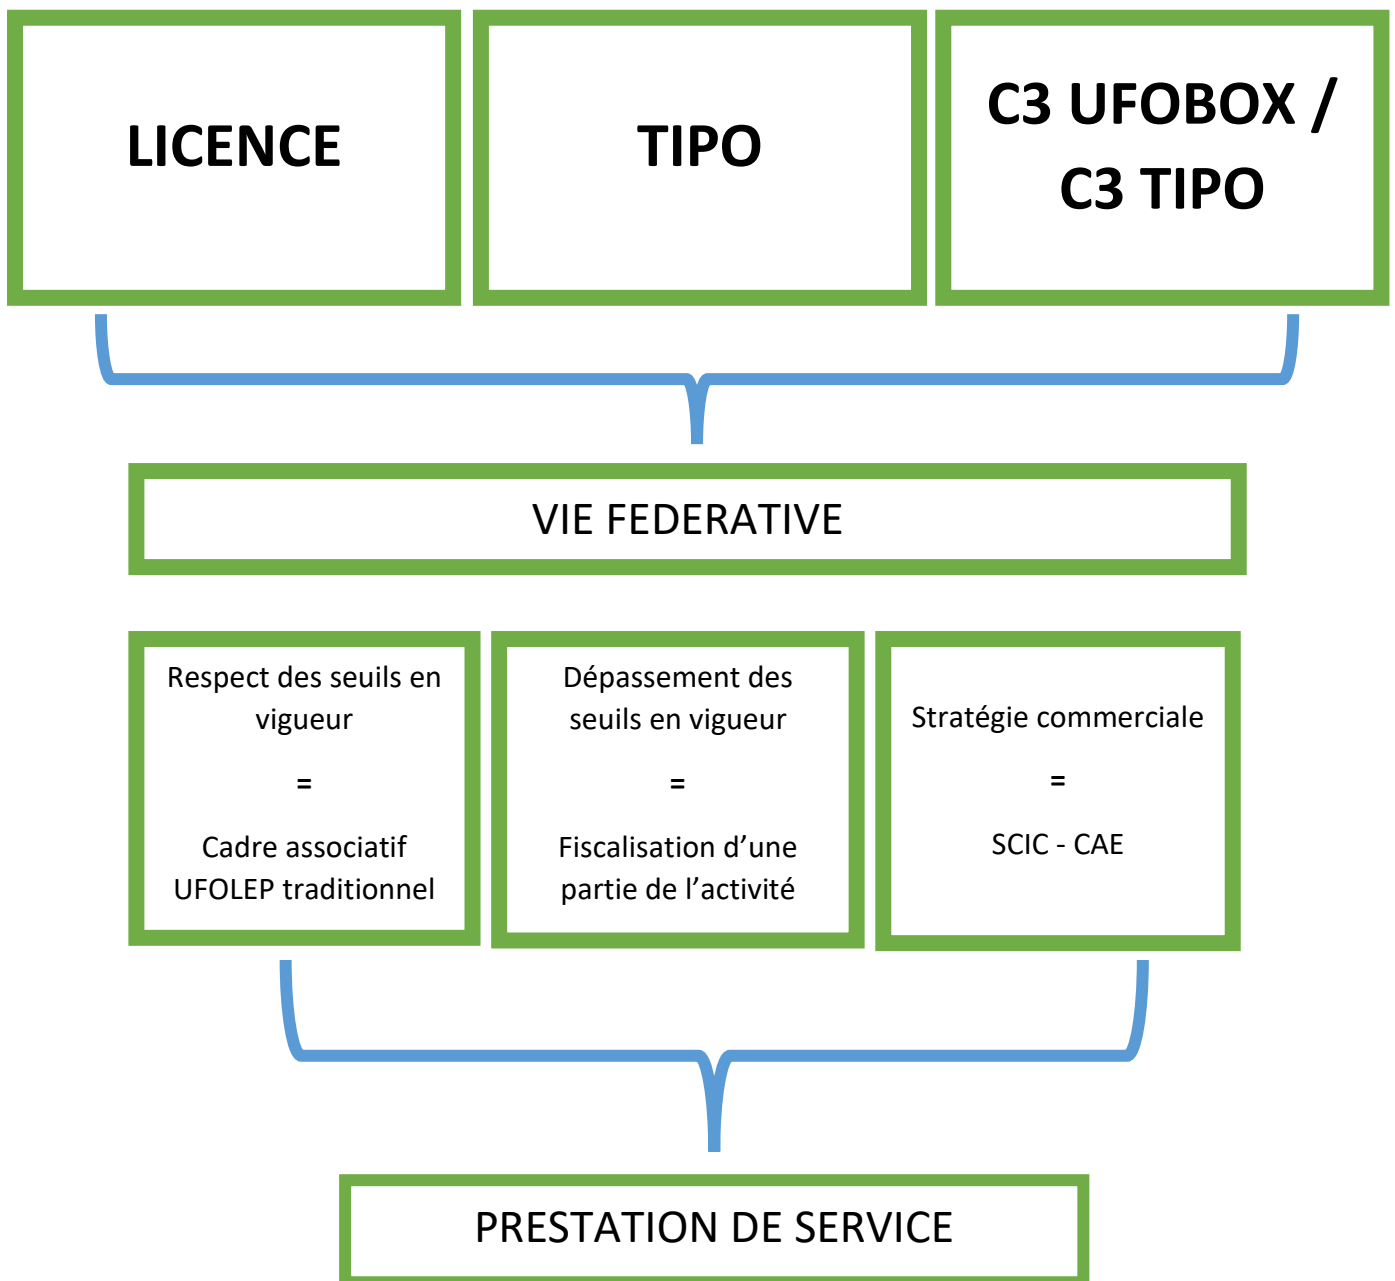 LICENCE
TIPO
C3 UFOBOX /
C3 TIPO
VIE FEDERATIVE
Respect des seuils en
vigueur
=
Cadre associatif
UFOLEP traditionnel
Dépassement des
seuils en vigueur
=
Fiscalisation d’une
partie de l’activité
Stratégie commerciale
=
SCIC - CAE
PRESTATION DE SERVICE